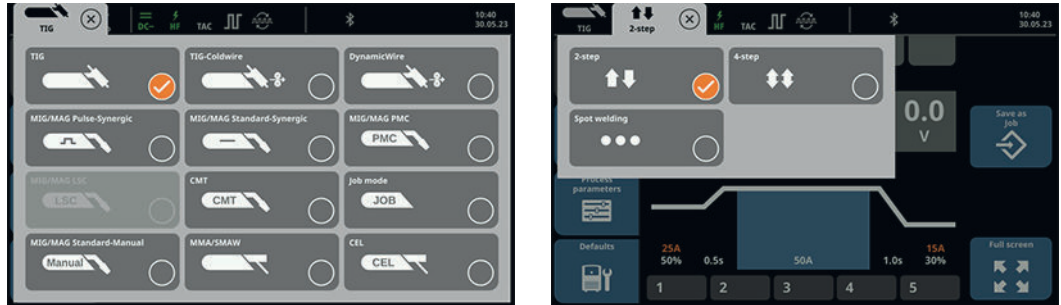 TIG
DC-
HF
TAC
10:40
30.05.23
TIG
TIG-Coldwire
DynamicWire
MIG/MAG Pulse-Synergic
MIG/MAG Standard-Synergic
MIG/MAG PMC
PMC
MIG/MAG LSC
LSC
CMT
CMT
Job mode
JOB
MIG/MAG Standard-Manual
Manual
MMA/SMAW
CEL
CEL
TIG
2-step
HF
TAC
10:40
30.05.23
2-step
4-step
Spot welding
0.0
V
Save as
Job
Process
parameters
Defaults
25A
50%
0.5s
50A
1.0s
15A
30%
Full screen
1
2
3
4
5